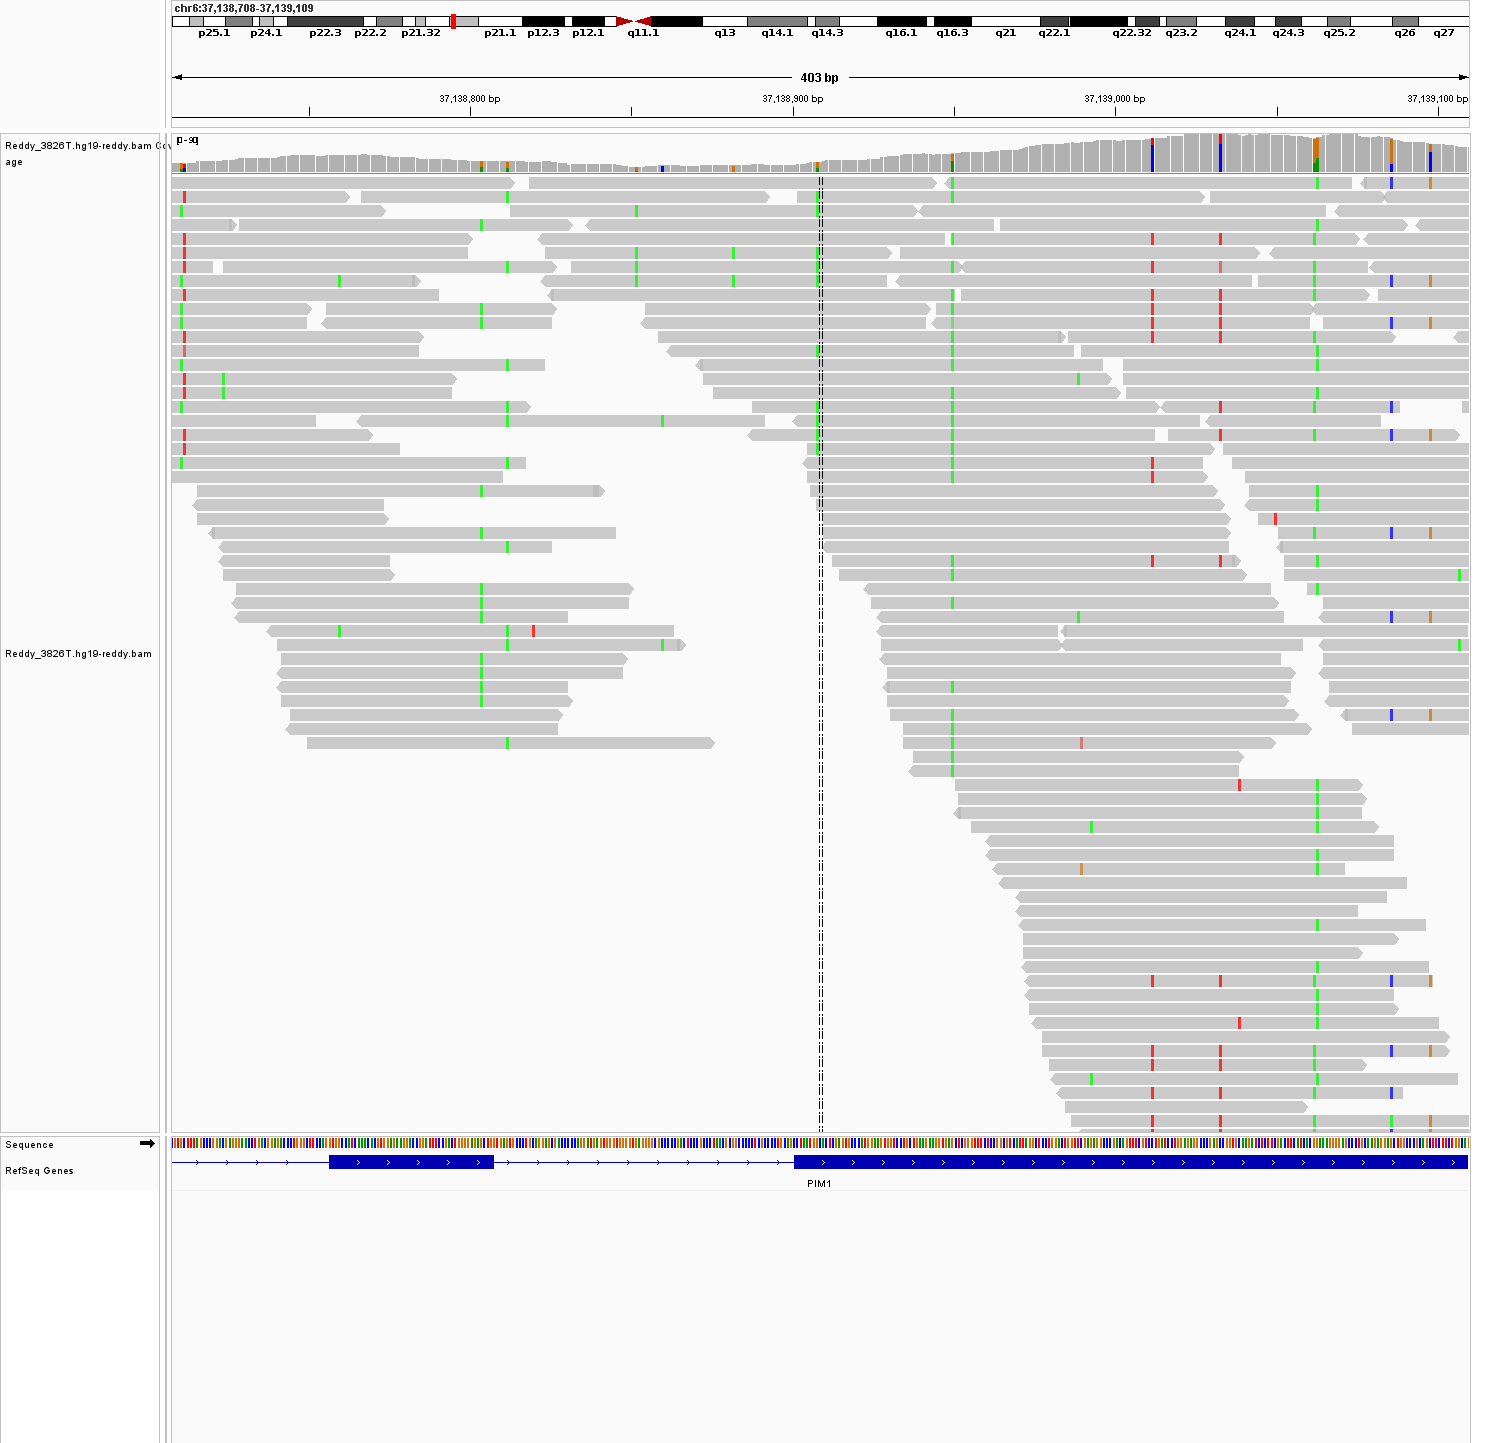 chr6:37,138,708-37,139,109
p25.1 p24.1 p22.3 p22.2 p21.32 p21.1 p12.3 p12.1 q11.1 q13 q14.1 q14.3 q16.1 q16.3 q21 q22.1 q22.32 q23.2 q24.1 q24.3 q25.2 q26 q27
403 bp
37,138,800 bp 37,138,900 bp 37,139,000 bp 37,139,100 bp
[0-90]
Reddy_3826T.hg19-reddy.bam Cov
age
Reddy_3826T.hg19-reddy.bam
Sequence
RefSeq Genes
PIM1